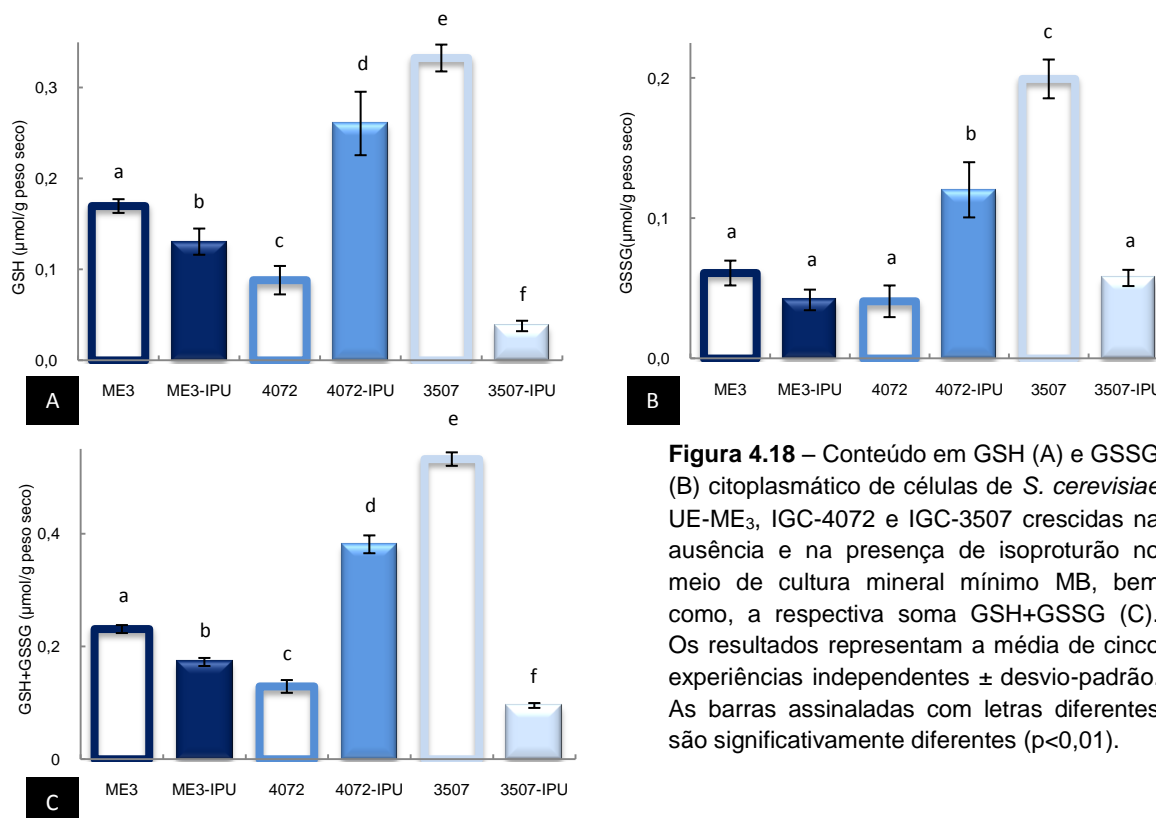 GSH (µmol/g peso seco)
0,3
0,2
0,1
0,0
a
b
c
d
e
f
ME3 ME3-IPU 4072 4072-IPU 3507 3507-IPU
A
GSSG(µmol/g peso seco)
0,2
0,1
0,0
a
a
a
b
c
a
ME3 ME3-IPU 4072 4072-IPU 3507 3507-IPU
B
GSH+GSSG (µmol/g peso seco)
0,4
0,2
0
a
b
c
d
e
f
ME3 ME3-IPU 4072 4072-IPU 3507 3507-IPU
C
Figura 4.18 – Conteúdo em GSH (A) e GSSG
(B) citoplasmático de células de S. cerevisiae
UE-ME₃, IGC-4072 e IGC-3507 crescidas na
ausência e na presença de isoproturão no
meio de cultura mineral mínimo MB, bem
como, a respectiva soma GSH+GSSG (C).
Os resultados representam a média de cinco
experiências independentes ± desvio-padrão.
As barras assinaladas com letras diferentes
são significativamente diferentes (p<0,01).